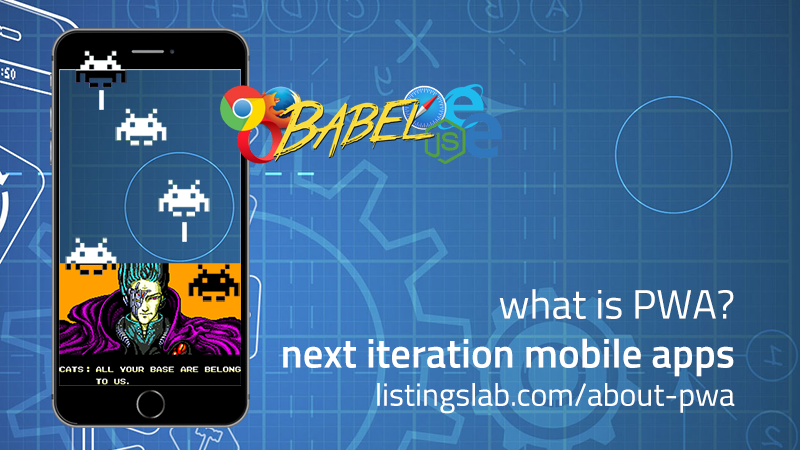 BABEL
JS
CATS: ALL YOUR BASE ARE BELONG
TO US.
what is PWA?
next iteration mobile apps
listingslab.com/about-pwa